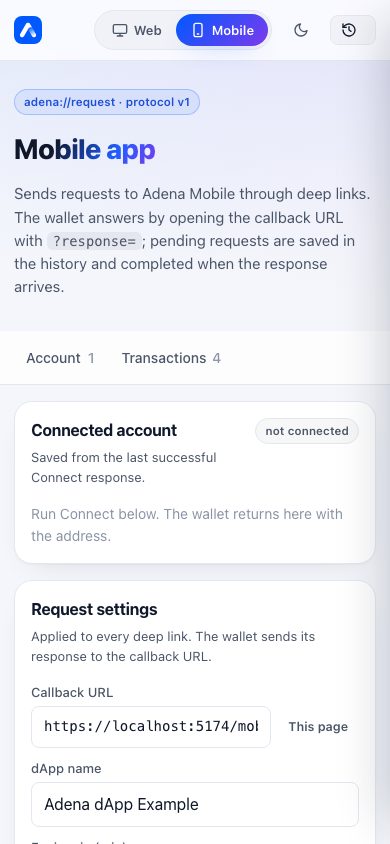 Web
Mobile
adena://request · protocol v1
Mobile app
Sends requests to Adena Mobile through deep links.
The wallet answers by opening the callback URL
with ?response=; pending requests are saved in
the history and completed when the response
arrives.
Account 1
Transactions 4
Connected account
not connected
Saved from the last successful
Connect response.
Run Connect below. The wallet returns here with
the address.
Request settings
Applied to every deep link. The wallet sends its
response to the callback URL.
Callback URL
https://localhost:5174/mob
This page
dApp name
Adena dApp Example